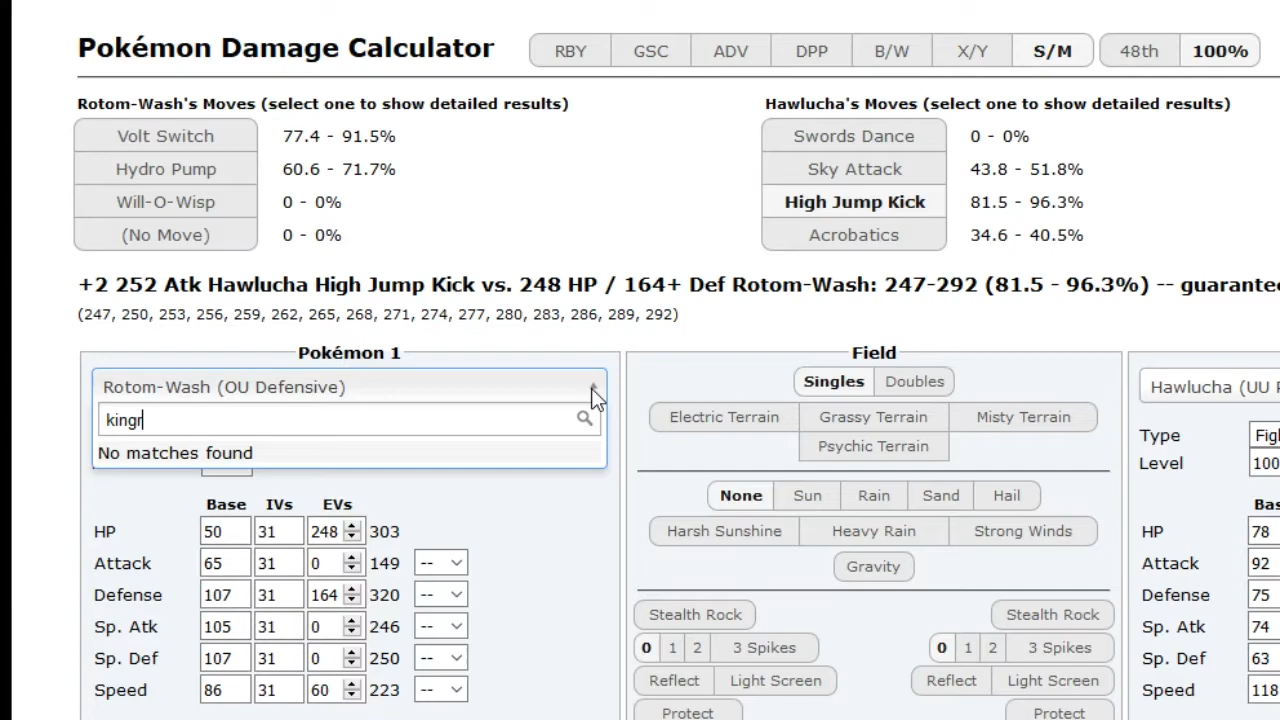 Pokémon Damage Calculator
RBY GSC ADV DPP B/W X/Y S/M 48th 100%
Rotom-Wash's Moves (select one to show detailed results)
Volt Switch 77.4 - 91.5%
Hydro Pump 60.6 - 71.7%
Will-O-Wisp 0 - 0%
(No Move) 0 - 0%
Hawlucha's Moves (select one to show detailed results)
Swords Dance 0 - 0%
Sky Attack 43.8 - 51.8%
High Jump Kick 81.5 - 96.3%
Acrobatics 34.6 - 40.5%
+2 252 Atk Hawlucha High Jump Kick vs. 248 HP / 164+ Def Rotom-Wash: 247-292 (81.5 - 96.3%) -- guarantee
(247, 250, 253, 256, 259, 262, 265, 268, 271, 274, 277, 280, 283, 286, 289, 292)
Pokémon 1
Rotom-Wash (OU Defensive)
kingr
No matches found
Base IVs EVs
HP 50 31 248 303
Attack 65 31 0 149 --
Defense 107 31 164 320 --
Sp. Atk 105 31 0 246 --
Sp. Def 107 31 0 250 --
Speed 86 31 60 223 --
Field
Singles Doubles
Electric Terrain Grassy Terrain Misty Terrain
Psychic Terrain
None Sun Rain Sand Hail
Harsh Sunshine Heavy Rain Strong Winds
Gravity
Stealth Rock Stealth Rock
0 1 2 3 Spikes 0 1 2 3 Spikes
Reflect Light Screen Reflect Light Screen
Protect Protect
Hawlucha (UU
Type Fig
Level 100
Bas
HP 78
Attack 92
Defense 75
Sp. Atk 74
Sp. Def 63
Speed 118